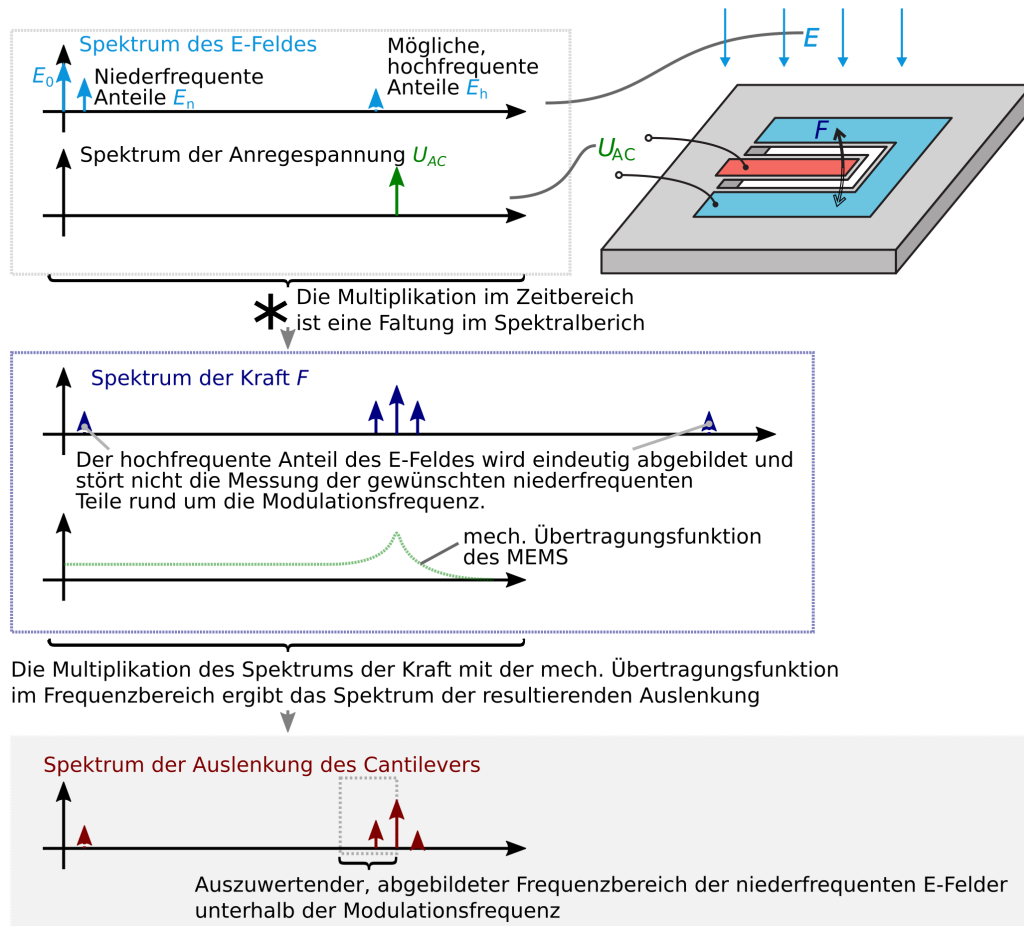 Spektrum des E-Feldes
E0
Niederfrequente
Anteile En
Mögliche,
hochfrequente
Anteile Eh
E
Spektrum der Anregespannung UAC
UAC
F
Die Multiplikation im Zeitbereich
ist eine Faltung im Spektralberich
Spektrum der Kraft F
Der hochfrequente Anteil des E-Feldes wird eindeutig abgebildet und
stört nicht die Messung der gewünschten niederfrequenten
Teile rund um die Modulationsfrequenz.
mech. Übertragungsfunktion
des MEMS
Die Multiplikation des Spektrums der Kraft mit der mech. Übertragungsfunktion
im Frequenzbereich ergibt das Spektrum der resultierenden Auslenkung
Spektrum der Auslenkung des Cantilevers
Auszuwertender, abgebildeter Frequenzbereich der niederfrequenten E-Felder
unterhalb der Modulationsfrequenz